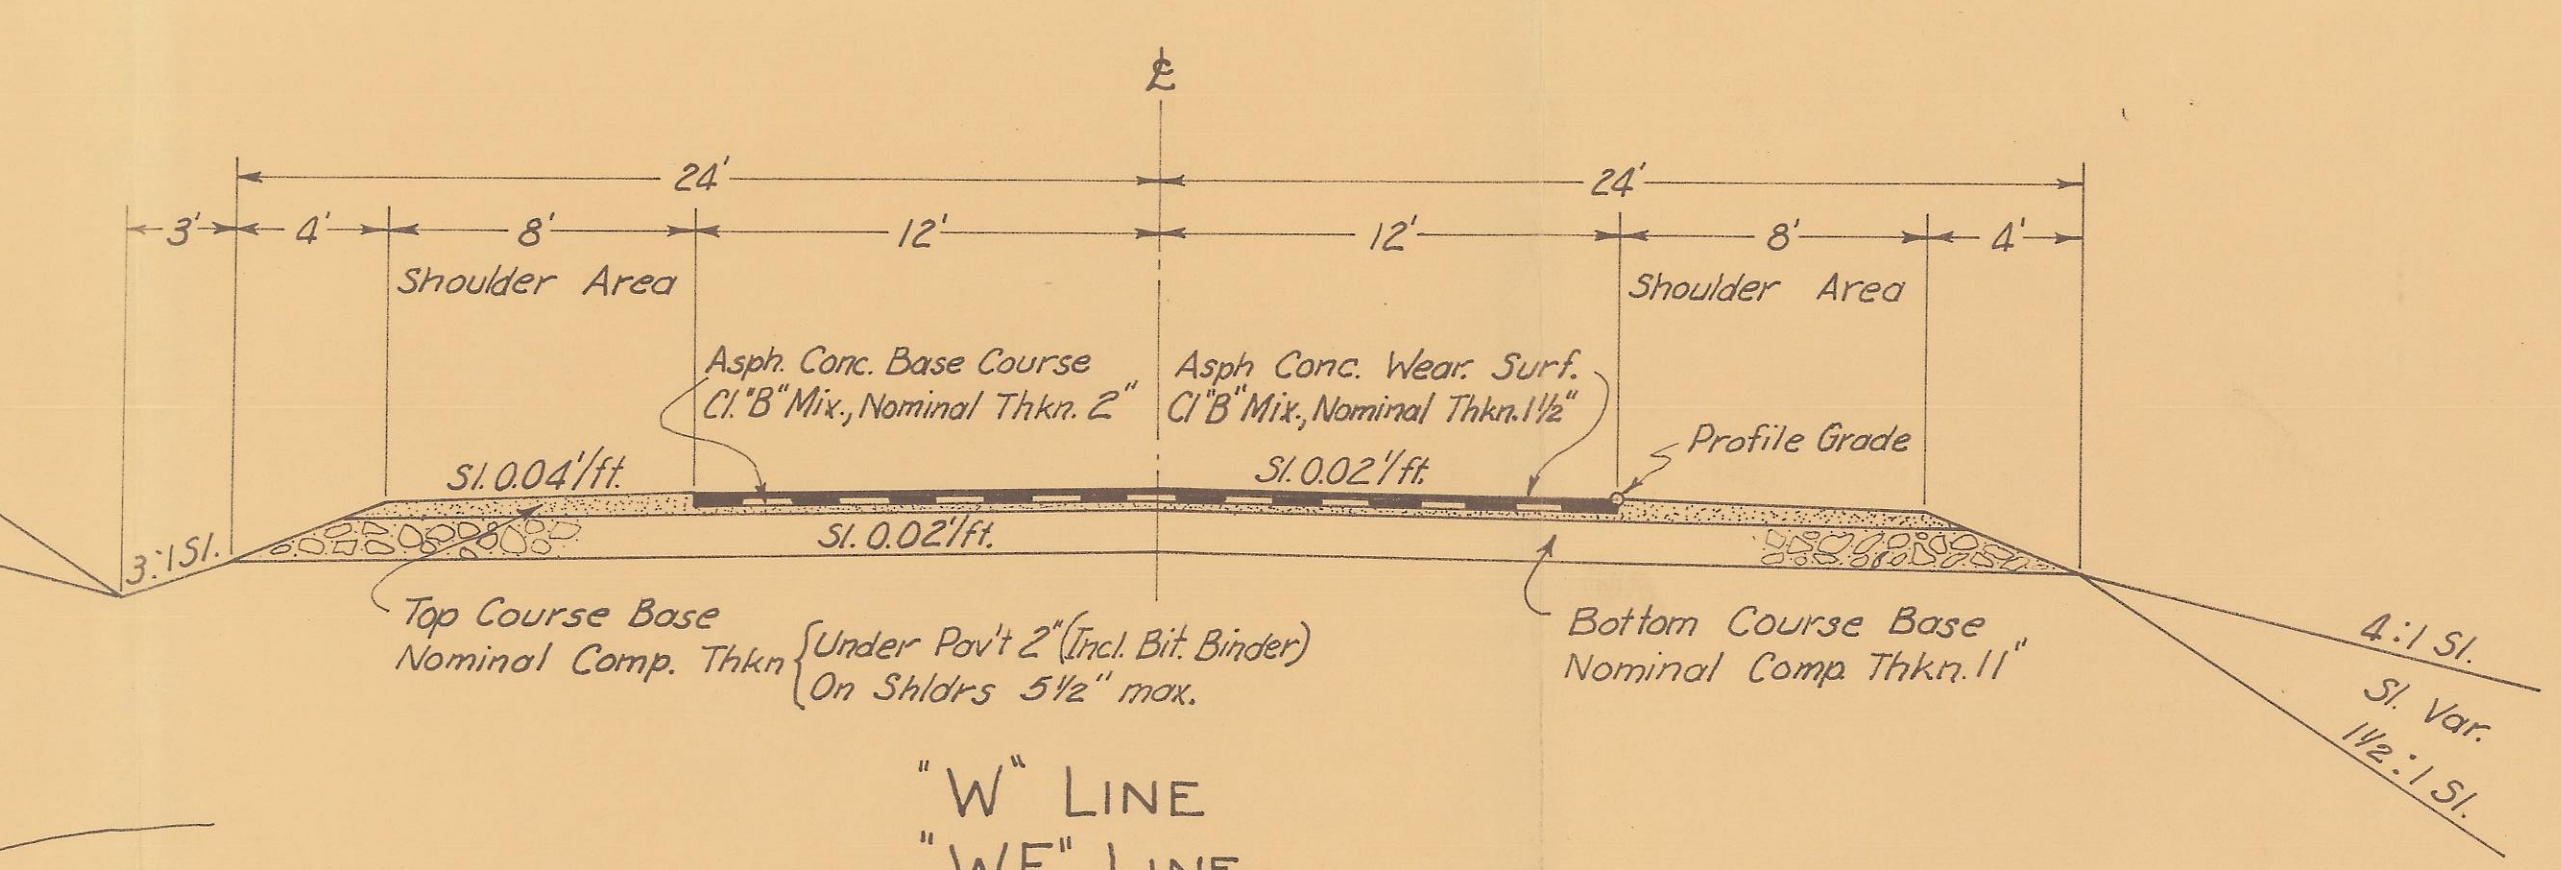 ℄
24' 24'
3' 4' 8' 12' 12' 8' 4'
Shoulder Area Shoulder Area
Asph. Conc. Base Course
Cl. "B" Mix., Nominal Thkn. 2"
Asph Conc. Wear. Surf.
Cl "B" Mix., Nominal Thkn. 1½"
Profile Grade
Sl. 0.04'/ft.
Sl. 0.02'/ft.
Sl. 0.02'/ft.
3:1 Sl.
Top Course Base
Nominal Comp. Thkn
Under Pav't 2" (Incl. Bit. Binder)
On Shldrs 5½" max.
Bottom Course Base
Nominal Comp. Thkn. 11"
4:1 Sl.
Sl. Var.
1½:1 Sl.
"W" LINE
"WE" LINE